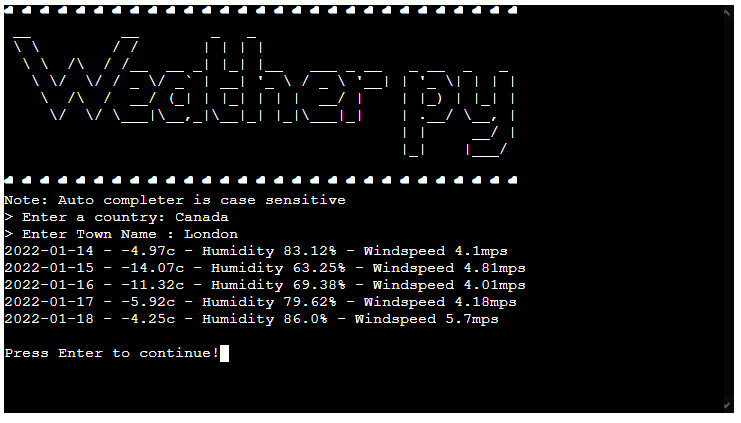 Weather py
Note: Auto completer is case sensitive
> Enter a country: Canada
> Enter Town Name : London
2022-01-14 - -4.97c - Humidity 83.12% - Windspeed 4.1mps
2022-01-15 - -14.07c - Humidity 63.25% - Windspeed 4.81mps
2022-01-16 - -11.32c - Humidity 69.38% - Windspeed 4.01mps
2022-01-17 - -5.92c - Humidity 79.62% - Windspeed 4.18mps
2022-01-18 - -4.25c - Humidity 86.0% - Windspeed 5.7mps
Press Enter to continue!